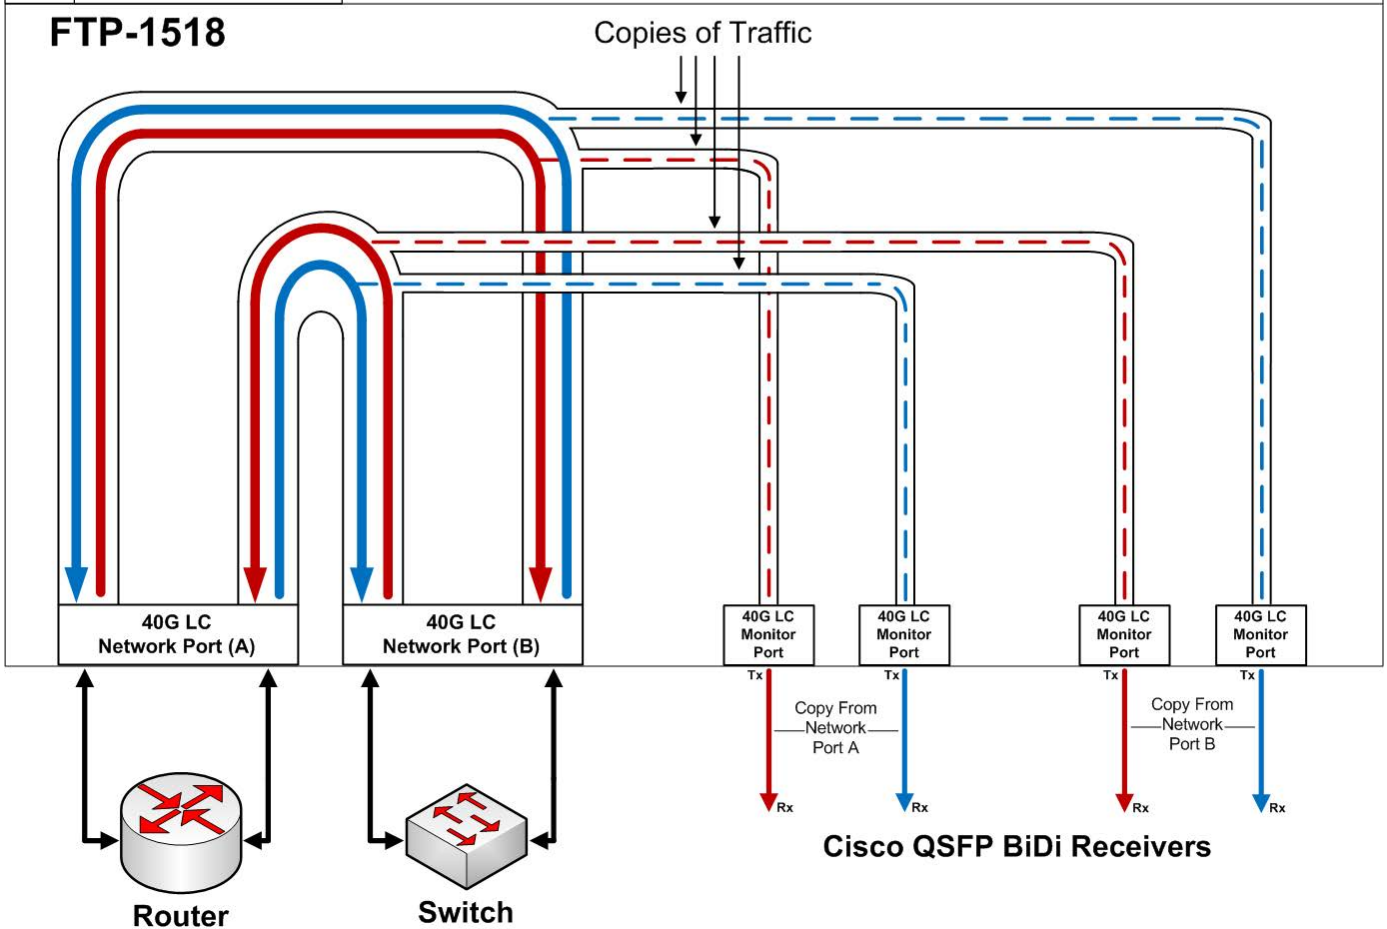 FTP-1518
Copies of Traffic
40G LC
Network Port (A)
40G LC
Network Port (B)
40G LC
Monitor
Port
40G LC
Monitor
Port
40G LC
Monitor
Port
40G LC
Monitor
Port
Tx
Tx
Tx
Tx
Copy From
Network
Port A
Copy From
Network
Port B
Rx
Rx
Rx
Rx
Cisco QSFP BiDi Receivers
Router
Switch